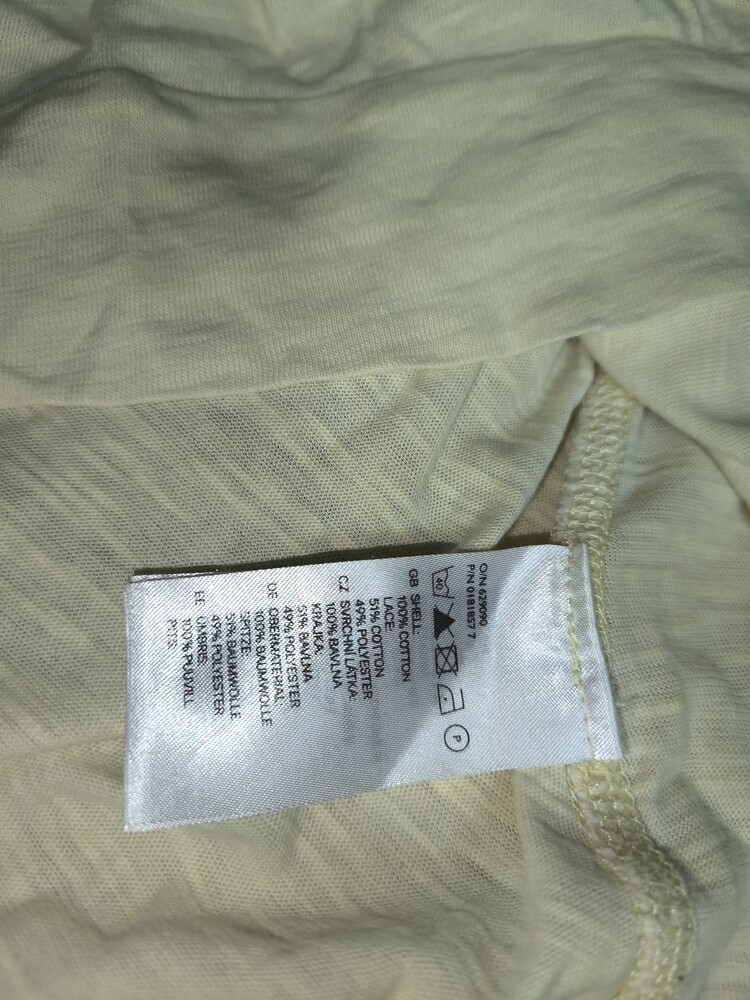 O/N 629090
P/N 0181857 7
40
P
GB SHELL:
100% COTTON
LACE:
51% COTTON
49% POLYESTER
CZ SVRCHNÍ LÁTKA:
100% BAVLNA
KRAJKA:
51% BAVLNA
49% POLYESTER
DE OBERMATERIAL:
100% BAUMWOLLE
SPITZE:
51% BAUMWOLLE
49% POLYESTER
EE ÜMBRIS:
100% PUUVILL
PITS: